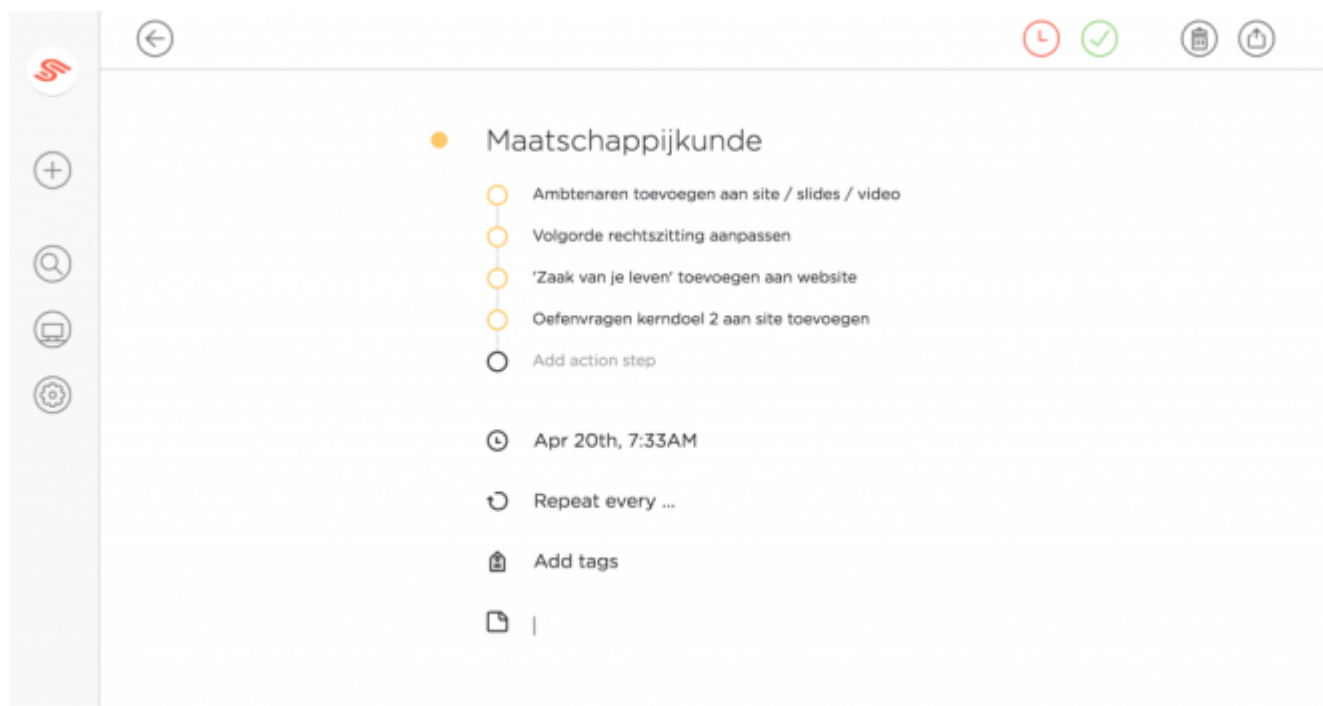 Maatschappijkunde
Ambtenaren toevoegen aan site / slides / video
Volgorde rechtszitting aanpassen
'Zaak van je leven' toevoegen aan website
Oefenvragen kerndoel 2 aan site toevoegen
Add action step
Apr 20th, 7:33AM
Repeat every ...
Add tags